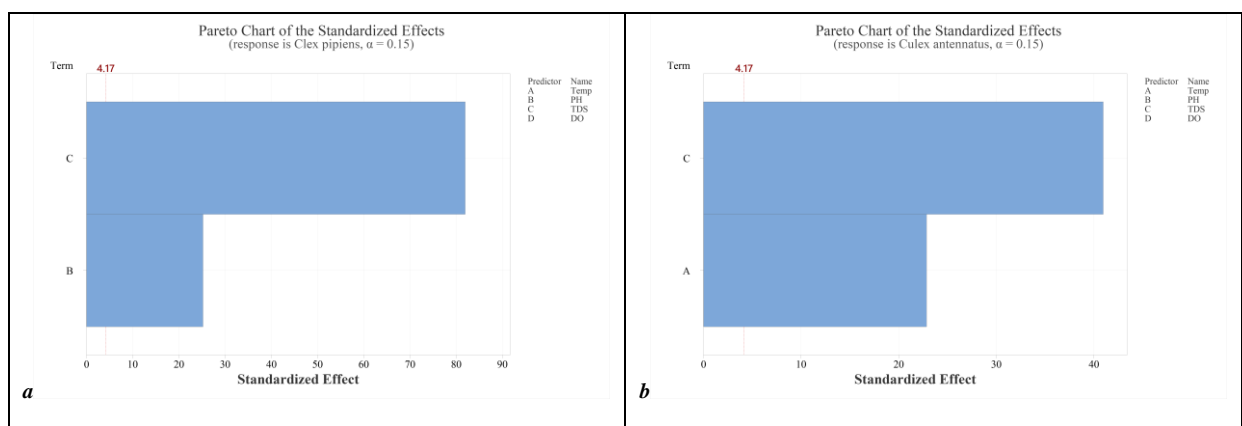 Pareto Chart of the Standardized Effects
(response is Clex pipiens, α = 0.15)
Term
4.17
Predictor Name
A Temp
B PH
C TDS
D DO
C
B
0 10 20 30 40 50 60 70 80 90
Standardized Effect
a
Pareto Chart of the Standardized Effects
(response is Culex antennatus, α = 0.15)
Term
4.17
Predictor Name
A Temp
B PH
C TDS
D DO
C
A
0 10 20 30 40
Standardized Effect
b